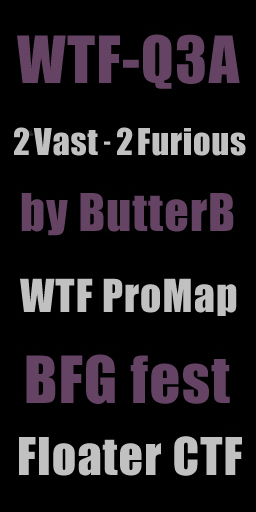 WTF-Q3A
2 Vast - 2 Furious
by ButterB
WTF ProMap
BFG fest
Floater CTF